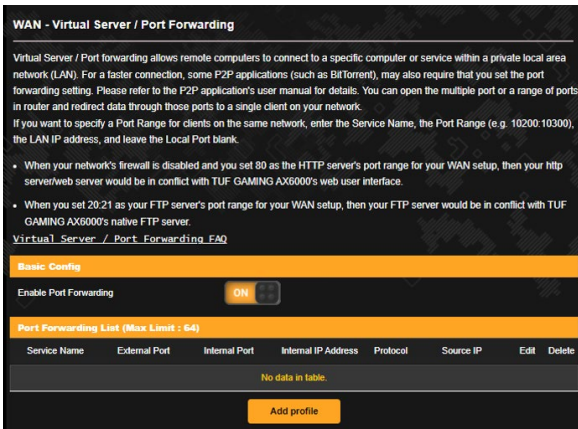 WAN - Virtual Server / Port Forwarding
Virtual Server / Port forwarding allows remote computers to connect to a specific computer or service within a private local area
network (LAN). For a faster connection, some P2P applications (such as BitTorrent), may also require that you set the port
forwarding setting. Please refer to the P2P application's user manual for details. You can open the multiple port or a range of ports
in router and redirect data through those ports to a single client on your network.
If you want to specify a Port Range for clients on the same network, enter the Service Name, the Port Range (e.g. 10200:10300),
the LAN IP address, and leave the Local Port blank.
• When your network's firewall is disabled and you set 80 as the HTTP server's port range for your WAN setup, then your http
server/web server would be in conflict with TUF GAMING AX6000's web user
interface.
• When you set 20:21 as your FTP server's port range for your WAN setup, then your FTP server would be in conflict with TUF
GAMING AX6000's native FTP server.
Virtual Server / Port Forwarding FAQ
Basic Config
Enable Port Forwarding ON
Port Forwarding List (Max Limit : 64)
Service Name External Port Internal Port Internal IP Address Protocol Source IP Edit Delete
No data in table.
Add profile